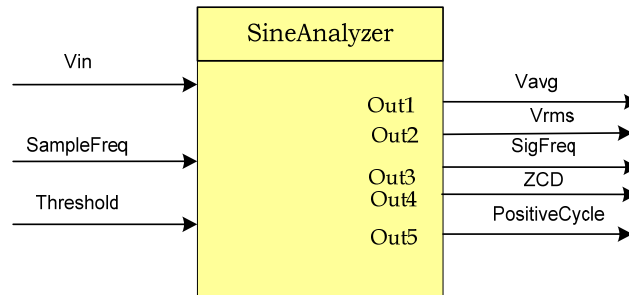 SineAnalyzer
Vin
SampleFreq
Threshold
Out1
Out2
Out3
Out4
Out5
Vavg
Vrms
SigFreq
ZCD
PositiveCycle